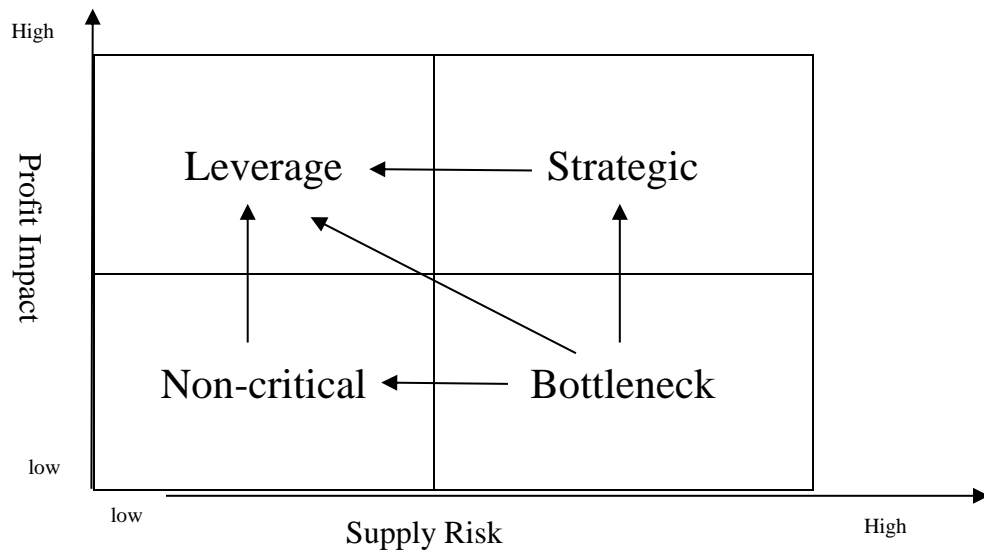 High
Profit Impact
Leverage
Strategic
Non-critical
Bottleneck
low
low
Supply Risk
High